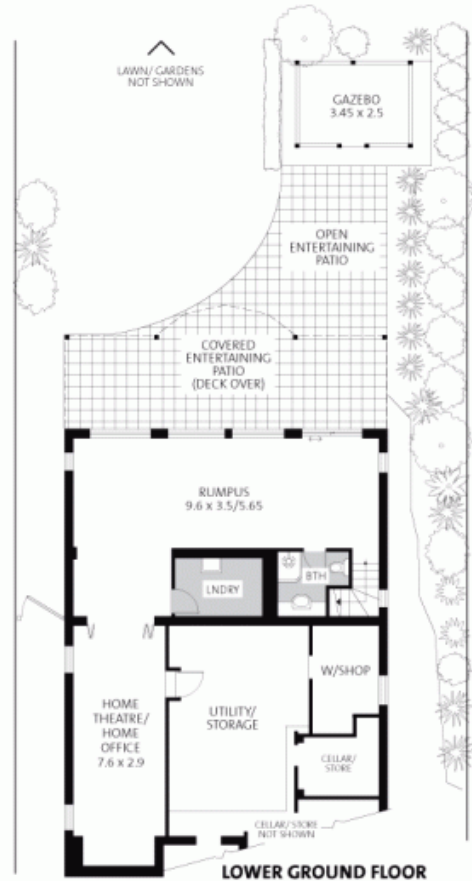 LAWN/ GARDENS
NOT SHOWN
GAZEBO
3.45 x 2.5
OPEN
ENTERTAINING
PATIO
COVERED
ENTERTAINING
PATIO
(DECK OVER)
RUMPUS
9.6 x 3.5/5.65
LNDRY
BTH
W/SHOP
UTILITY/
STORAGE
HOME
THEATRE/
HOME
OFFICE
7.6 x 2.9
CELLAR/
STORE
CELLAR/ STORE
NOT SHOWN
LOWER GROUND FLOOR